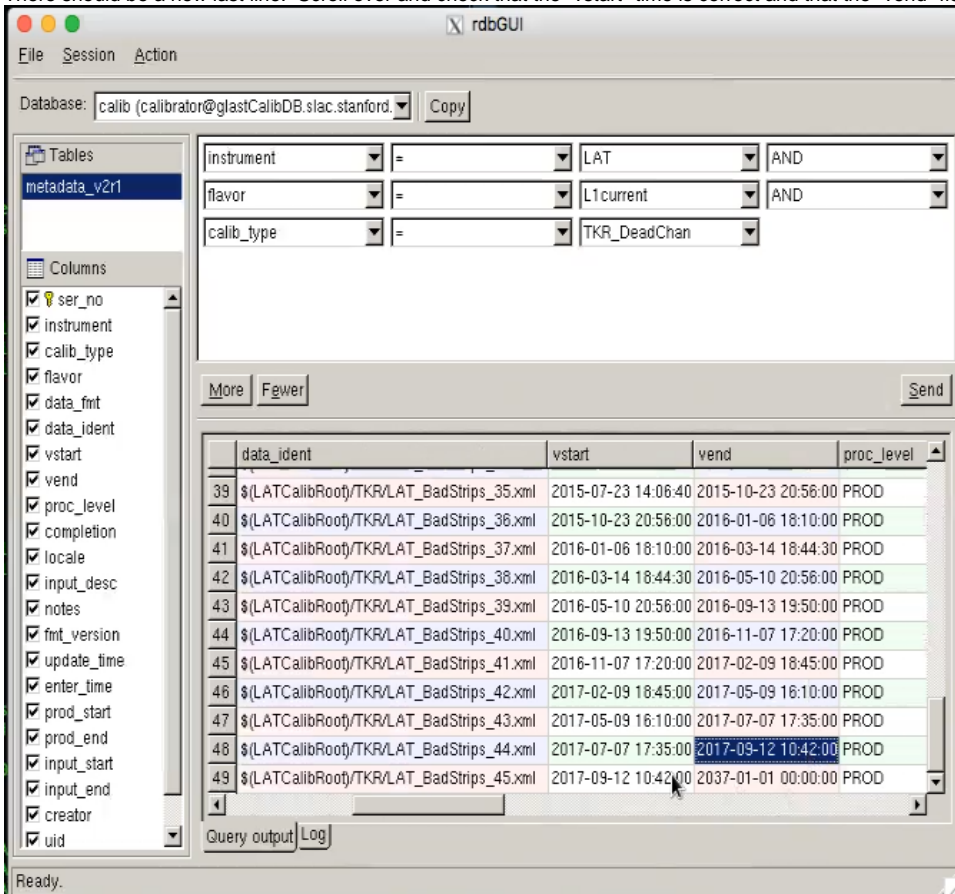 There should be a new last line. Scroll over and check that the "vstart" time is correct and that the "vend"
rdbGUI
File Session Action
Database: calib (calibrator@glastCalibDB.slac.stanford. Copy
Tables
metadata_v2r1
instrument = LAT AND
flavor = L1current AND
calib_type = TKR_DeadChan
Columns
ser_no
instrument
calib_type
flavor
data_fmt
data_ident
vstart
vend
proc_level
completion
locale
input_desc
notes
fmt_version
update_time
enter_time
prod_start
prod_end
input_start
input_end
creator
uid
More Fewer Send
data_ident vstart vend proc_level
39 $(LATCalibRoot)/TKR/LAT_BadStrips_35.xml 2015-07-23 14:06:40 2015-10-23 20:56:00 PROD
40 $(LATCalibRoot)/TKR/LAT_BadStrips_36.xml 2015-10-23 20:56:00 2016-01-06 18:10:00 PROD
41 $(LATCalibRoot)/TKR/LAT_BadStrips_37.xml 2016-01-06 18:10:00 2016-03-14 18:44:30 PROD
42 $(LATCalibRoot)/TKR/LAT_BadStrips_38.xml 2016-03-14 18:44:30 2016-05-10 20:56:00 PROD
43 $(LATCalibRoot)/TKR/LAT_BadStrips_39.xml 2016-05-10 20:56:00 2016-09-13 19:50:00 PROD
44 $(LATCalibRoot)/TKR/LAT_BadStrips_40.xml 2016-09-13 19:50:00 2016-11-07 17:20:00 PROD
45 $(LATCalibRoot)/TKR/LAT_BadStrips_41.xml 2016-11-07 17:20:00 2017-02-09 18:45:00 PROD
46 $(LATCalibRoot)/TKR/LAT_BadStrips_42.xml 2017-02-09 18:45:00 2017-05-09 16:10:00 PROD
47 $(LATCalibRoot)/TKR/LAT_BadStrips_43.xml 2017-05-09 16:10:00 2017-07-07 17:35:00 PROD
48 $(LATCalibRoot)/TKR/LAT_BadStrips_44.xml 2017-07-07 17:35:00 2017-09-12 10:42:00 PROD
49 $(LATCalibRoot)/TKR/LAT_BadStrips_45.xml 2017-09-12 10:42:00 2037-01-01 00:00:00 PROD
Query output Log
Ready.